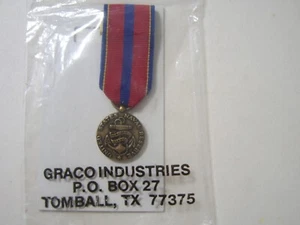 GRACO INDUSTRIES
P.O. BOX 27
TOMBALL, TX 77375